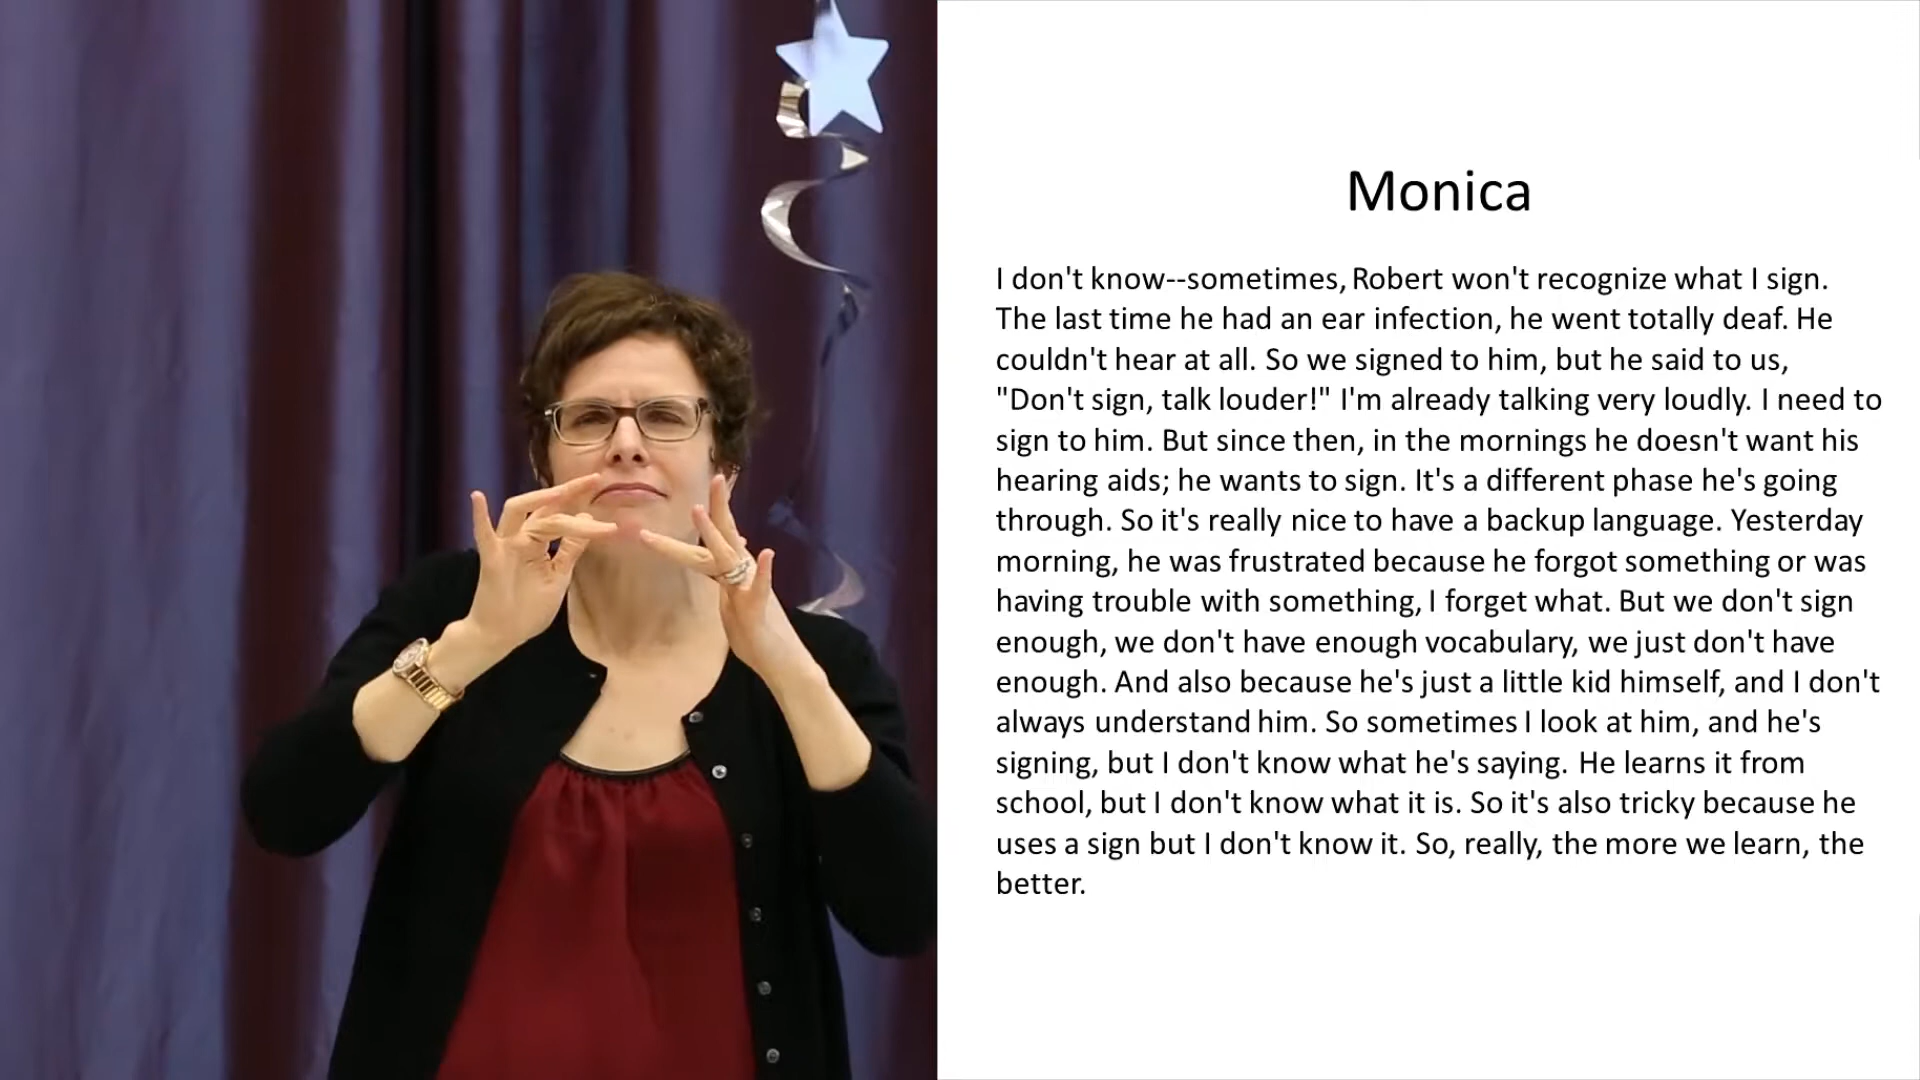 Monica
I don't know--sometimes, Robert won't recognize what I sign.
The last time he had an ear infection, he went totally deaf. He
couldn't hear at all. So we signed to him, but he said to us,
"Don't sign, talk louder!" I'm already talking very loudly. I need to
sign to him. But since then, in the mornings he doesn't want his
hearing aids; he wants to sign. It's a different phase he's going
through. So it's really nice to have a backup language. Yesterday
morning, he was frustrated because he forgot something or was
having trouble with something, I forget what. But we don't sign
enough, we don't have enough vocabulary, we just don't have
enough. And also because he's just a little kid himself, and I don't
always understand him. So sometimes I look at him, and he's
signing, but I don't know what he's saying. He learns it from
school, but I don't know what it is. So it's also tricky because he
uses a sign but I don't know it. So, really, the more we learn, the
better.